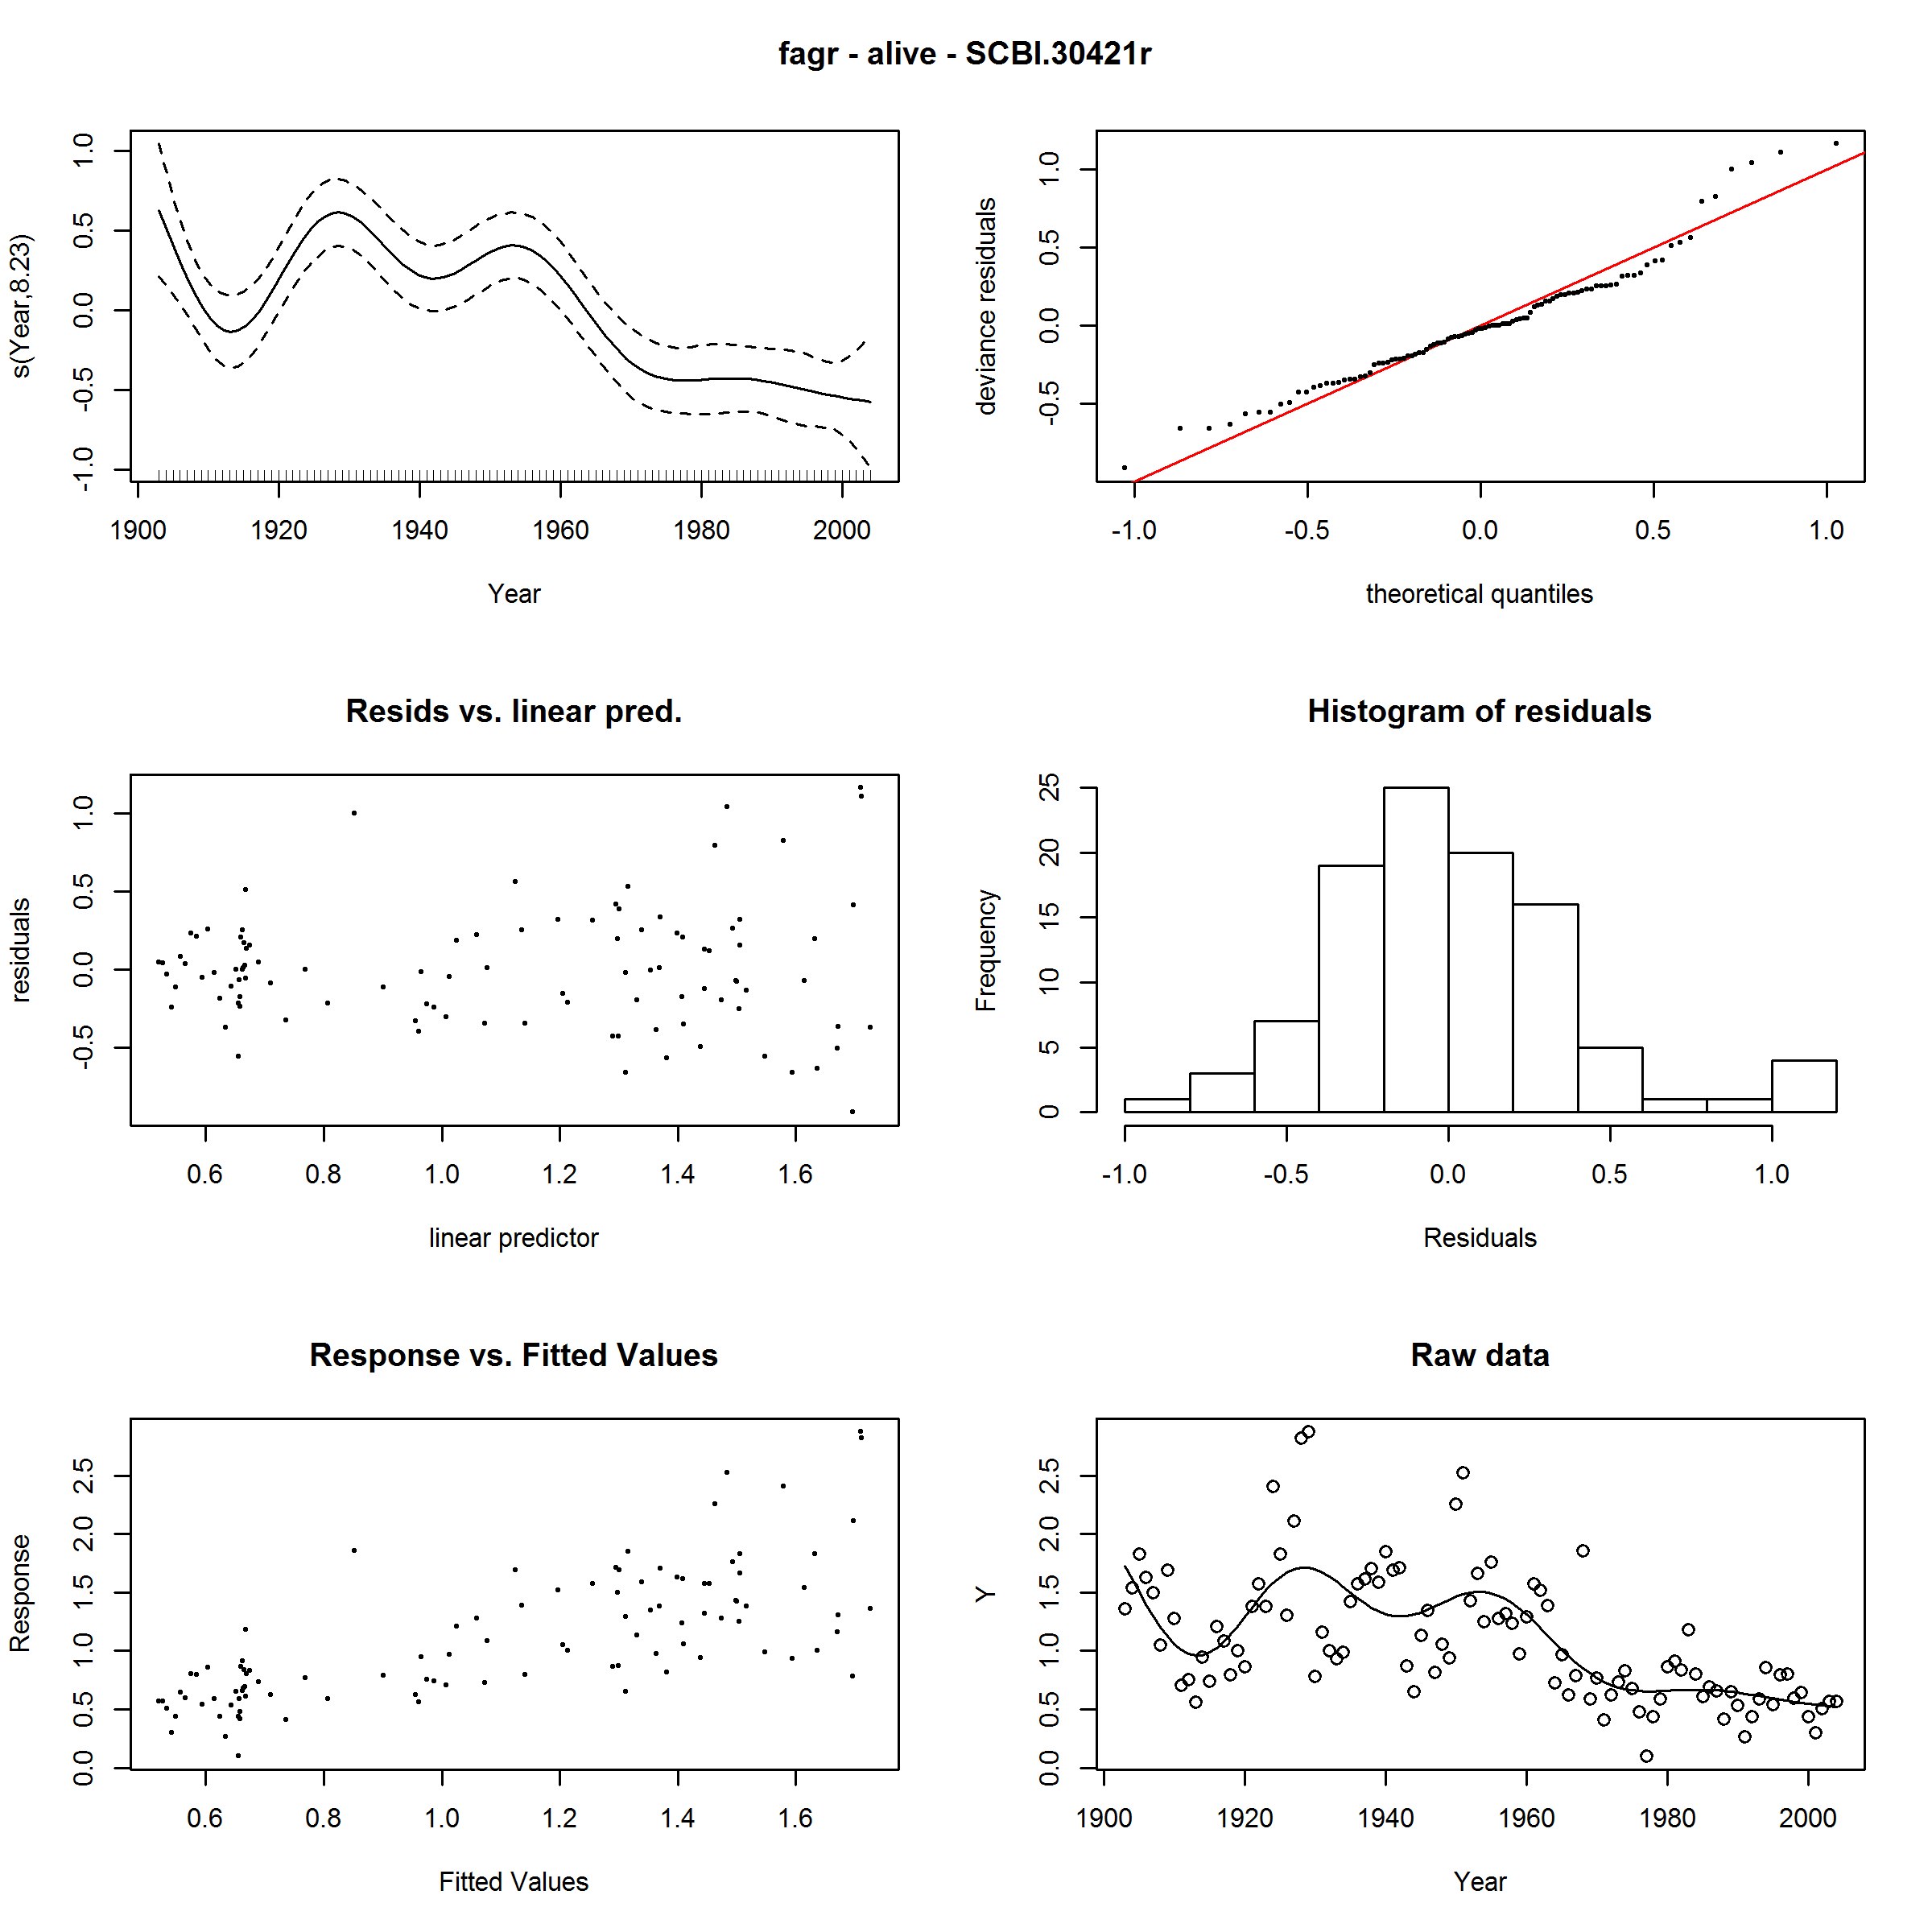 fagr - alive - SCBI.30421r
s(Year,8.23)
1.0
0.5
0.0
-0.5
-1.0
1900 1920 1940 1960 1980 2000
Year
deviance residuals
1.0
0.5
0.0
-0.5
-1.0 -0.5 0.0 0.5 1.0
theoretical quantiles
Resids vs. linear pred.
residuals
1.0
0.5
0.0
-0.5
0.6 0.8 1.0 1.2 1.4 1.6
linear predictor
Histogram of residuals
Frequency
25
20
15
10
5
0
-1.0 -0.5 0.0 0.5 1.0
Residuals
Response vs. Fitted Values
Response
2.5
2.0
1.5
1.0
0.5
0.0
0.6 0.8 1.0 1.2 1.4 1.6
Fitted Values
Raw data
Y
2.5
2.0
1.5
1.0
0.5
0.0
1900 1920 1940 1960 1980 2000
Year